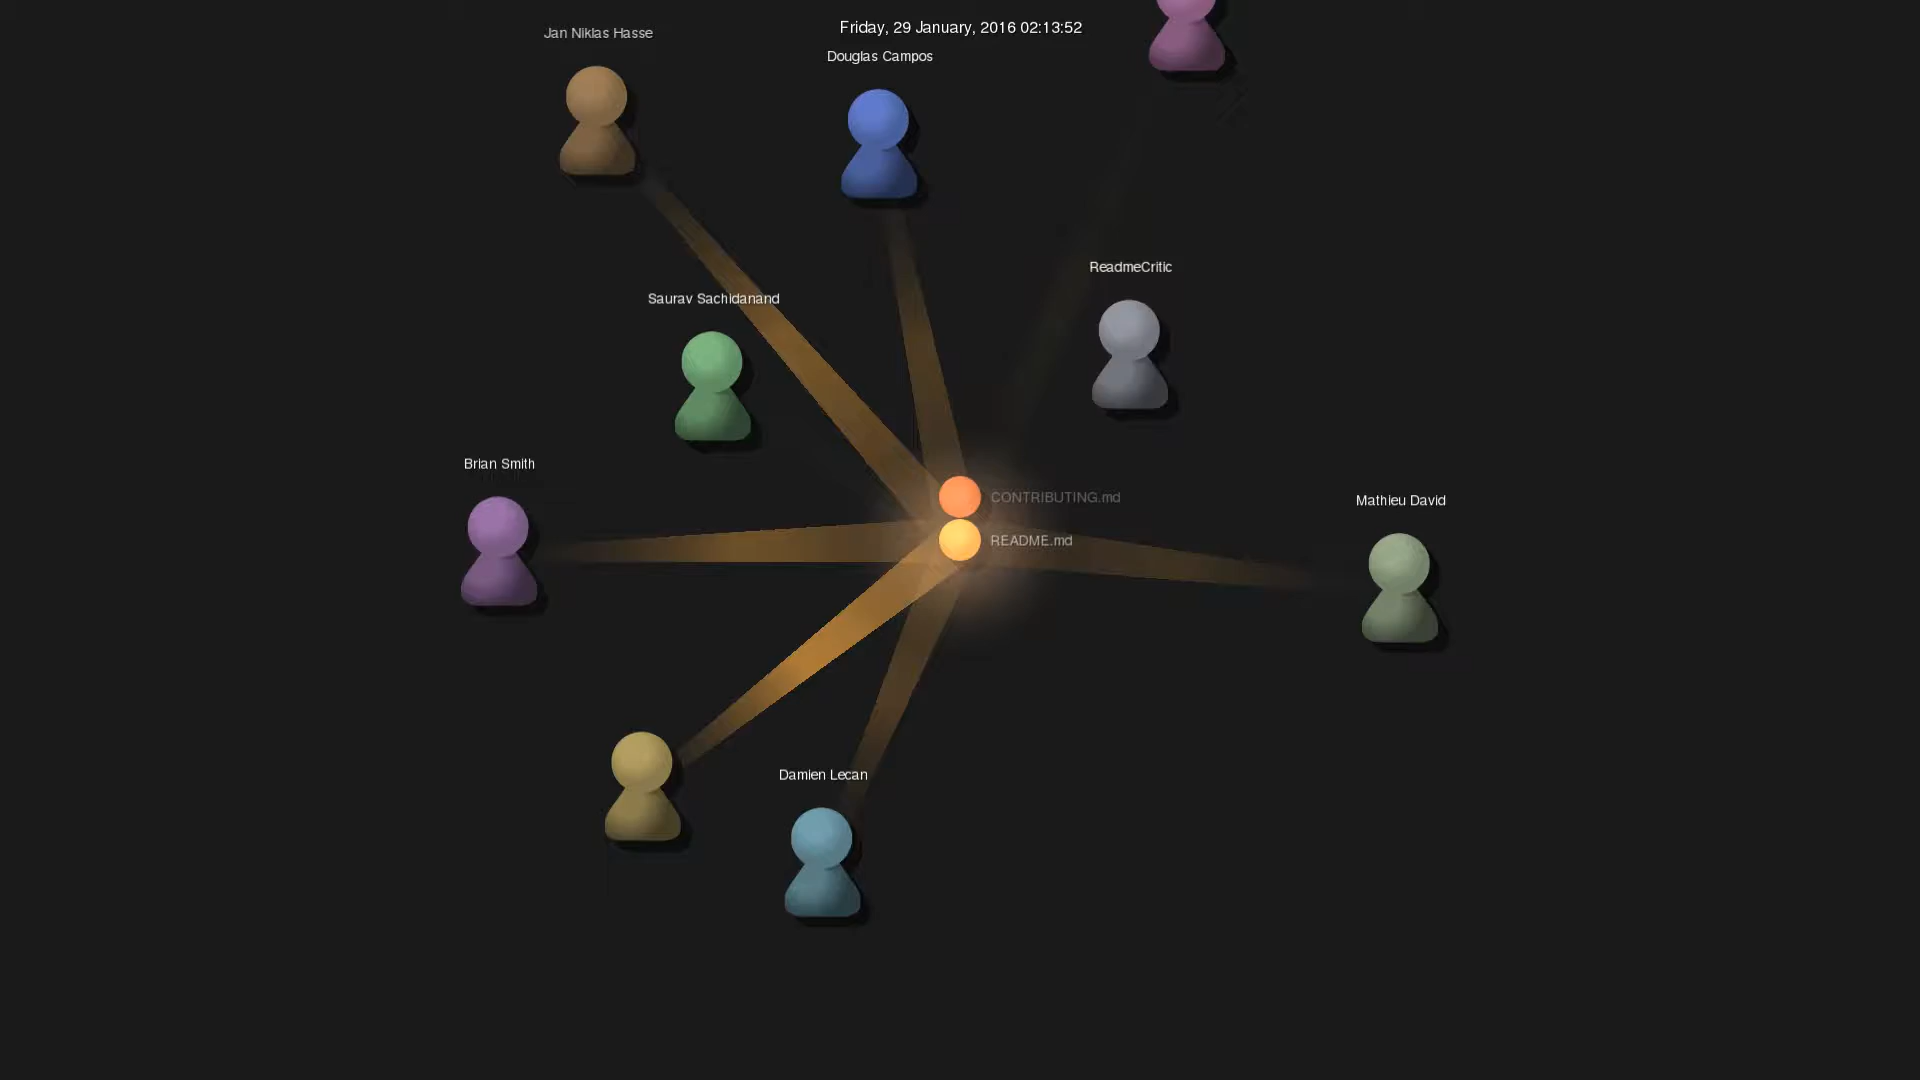 Friday, 29 January, 2016 02:13:52
Jan Niklas Hasse
Douglas Campos
ReadmeCritic
Saurav Sachidanand
Brian Smith
CONTRIBUTING.md
Mathieu David
README.md
Damien Lecan